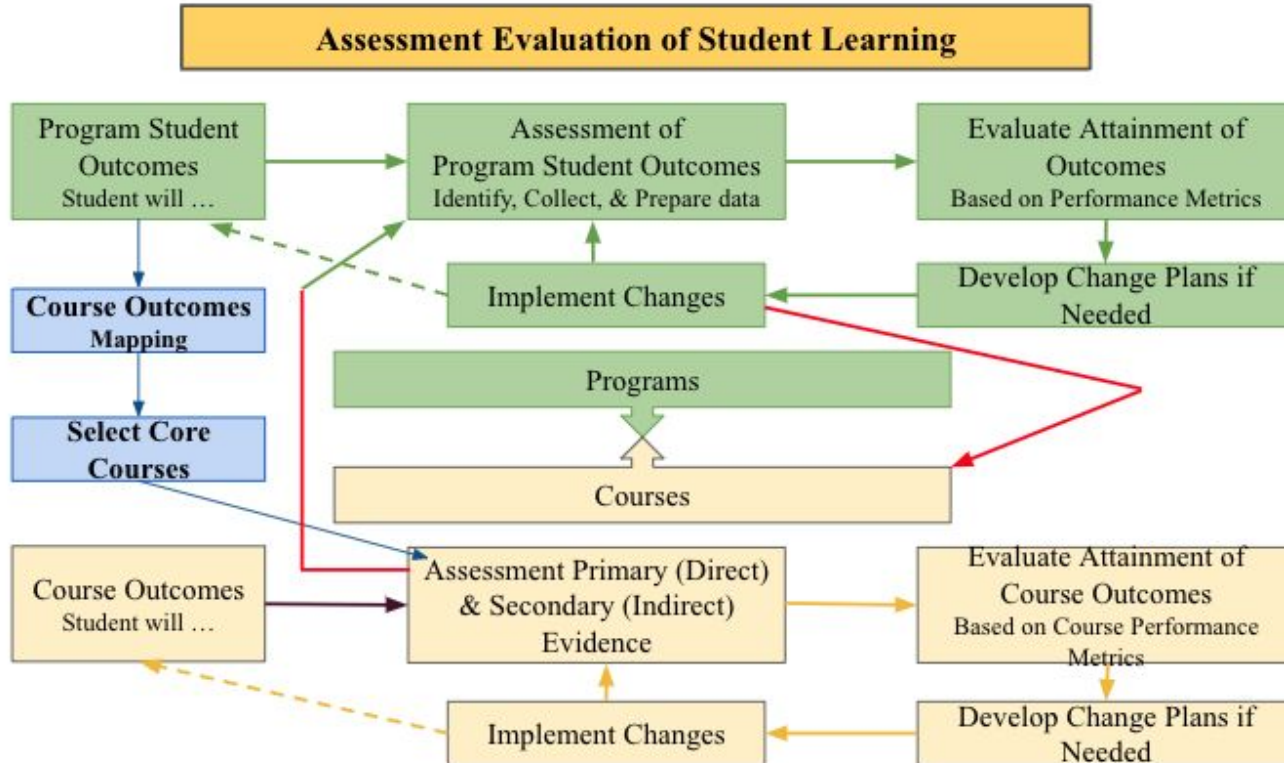 Assessment Evaluation of Student Learning
Program Student
Outcomes
Student will …
Assessment of
Program Student Outcomes
Identify, Collect, & Prepare data
Evaluate Attainment of
Outcomes
Based on Performance Metrics
Course Outcomes
Mapping
Implement Changes
Develop Change Plans if
Needed
Programs
Select Core
Courses
Courses
Course Outcomes
Student will …
Assessment Primary (Direct)
& Secondary (Indirect)
Evidence
Evaluate Attainment of
Course Outcomes
Based on Course Performance
Metrics
Implement Changes
Develop Change Plans if
Needed